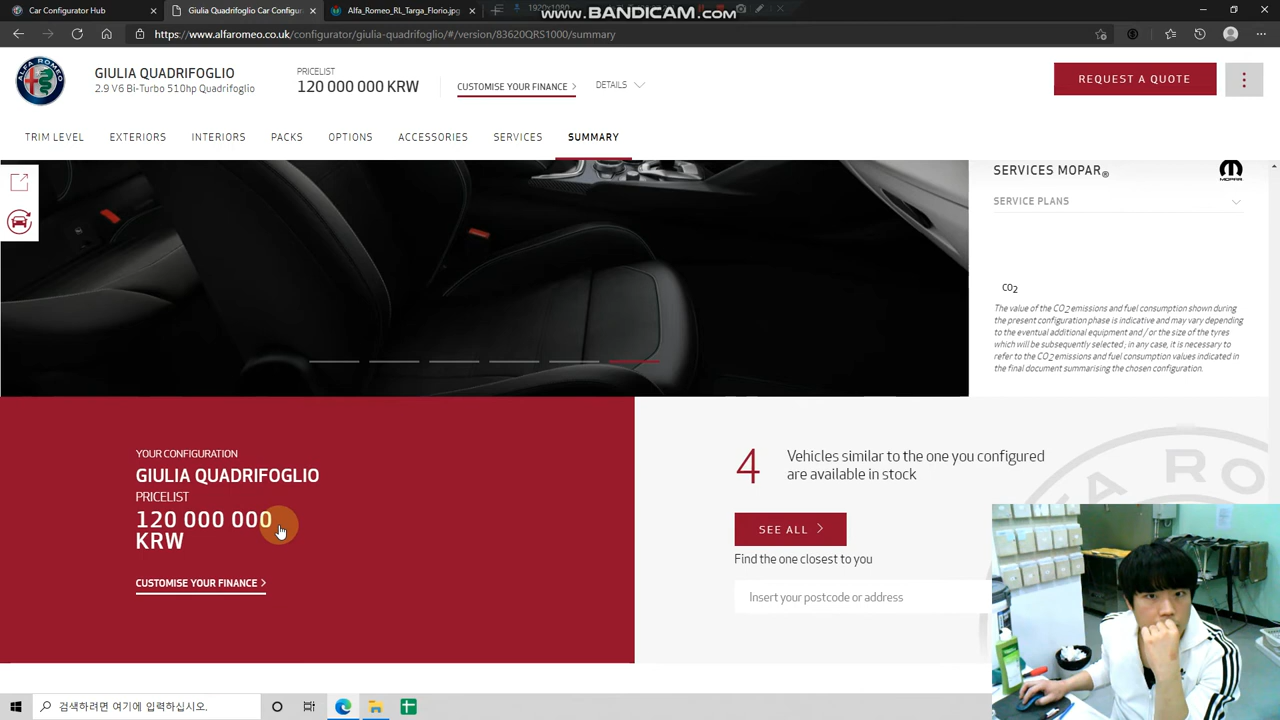 Car Configurator Hub
Giulia Quadrifoglio Car Configur
Alfa_Romeo_RL_Targa_Florio.jpg
1920x1080
www.BANDICAM.com
https://www.alfaromeo.co.uk/configurator/giulia-quadrifoglio/#/version/83620QRS1000/summary
ALFA ROMEO
GIULIA QUADRIFOGLIO
2.9 V6 Bi-Turbo 510hp Quadrifoglio
PRICELIST
120 000 000 KRW
CUSTOMISE YOUR FINANCE
DETAILS
REQUEST A QUOTE
TRIM LEVEL
EXTERIORS
INTERIORS
PACKS
OPTIONS
ACCESSORIES
SERVICES
SUMMARY
SERVICES MOPAR®
MOPAR
SERVICE PLANS
CO2
The value of the CO2 emissions and fuel consumption shown during
the present configuration phase is indicative and may vary depending
to the eventual additional equipment and/or the size of the tyres
which will be subsequently selected; in any case, it is necessary to
refer to the CO2 emissions and fuel consumption values indicated in
the final document summarising the chosen configuration.
YOUR CONFIGURATION
GIULIA QUADRIFOGLIO
PRICELIST
120 000 000
KRW
CUSTOMISE YOUR FINANCE
4
Vehicles similar to the one you configured
are available in stock
SEE ALL
Find the one closest to you
Insert your postcode or address
A RO
검색하려면 여기에 입력하십시오.